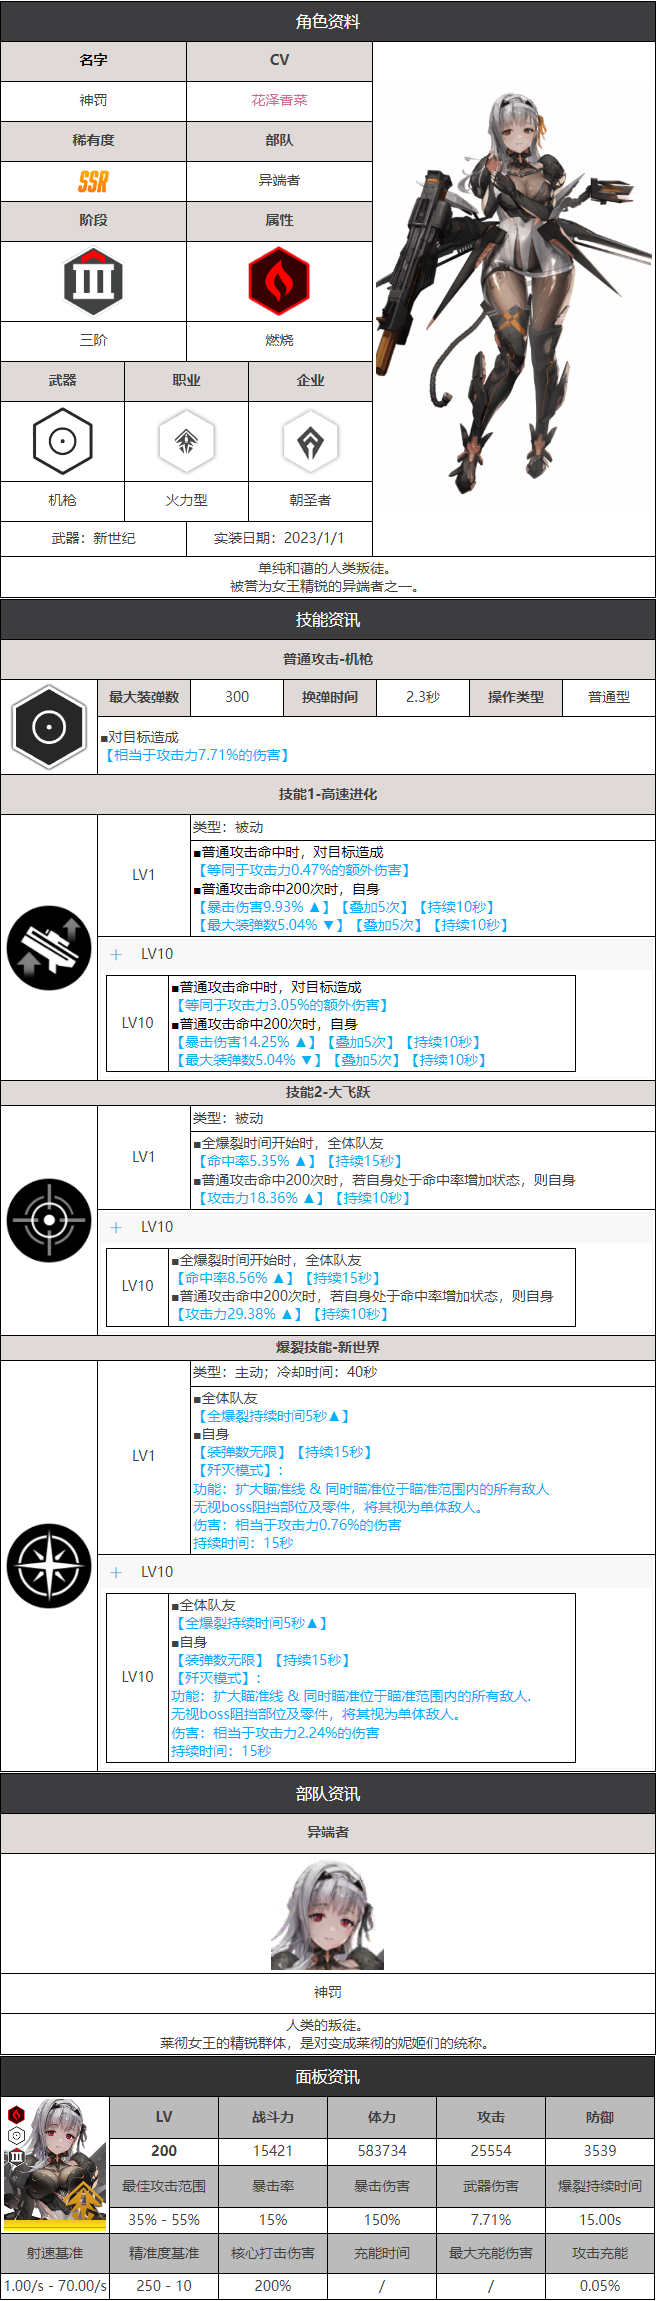 角色资料
名字
CV
神罚
花泽香菜
稀有度
部队
SSR
异端者
阶段
属性
三阶
燃烧
武器
职业
企业
机枪
火力型
朝圣者
武器：新世纪
实装日期：2023/1/1
单纯和蔼的人类叛徒。
被誉为女王精锐的异端者之一。
技能资讯
普通攻击-机枪
最大装弹数
300
换弹时间
2.3秒
操作类型
普通型
■对目标造成
【相当于攻击力7.71%的伤害】
技能1-高速进化
LV1
类型：被动
■普通攻击命中时，对目标造成
【等同于攻击力0.47%的额外伤害】
■普通攻击命中200次时，自身
【暴击伤害9.93% ▲】【叠加5次】【持续10秒】
【最大装弹数5.04% ▼】【叠加5次】【持续10秒】
＋ LV10
LV10
■普通攻击命中时，对目标造成
【等同于攻击力3.05%的额外伤害】
■普通攻击命中200次时，自身
【暴击伤害14.25% ▲】【叠加5次】【持续10秒】
【最大装弹数5.04% ▼】【叠加5次】【持续10秒】
技能2-大飞跃
LV1
类型：被动
■全爆裂时间开始时，全体队友
【命中率5.35% ▲】【持续15秒】
■普通攻击命中200次时，若自身处于命中率增加状态，则自身
【攻击力18.36% ▲】【持续10秒】
＋ LV10
LV10
■全爆裂时间开始时，全体队友
【命中率8.56% ▲】【持续15秒】
■普通攻击命中200次时，若自身处于命中率增加状态，则自身
【攻击力29.38% ▲】【持续10秒】
爆裂技能-新世界
LV1
类型：主动；冷却时间：40秒
■全体队友
【全爆裂持续时间5秒▲】
■自身
【装弹数无限】【持续15秒】
【歼灭模式】：
功能：扩大瞄准线 & 同时瞄准位于瞄准范围内的所有敌人
无视boss阻挡部位及零件，将其视为单体敌人。
伤害：相当于攻击力0.76%的伤害
持续时间：15秒
＋ LV10
LV10
■全体队友
【全爆裂持续时间5秒▲】
■自身
【装弹数无限】【持续15秒】
【歼灭模式】：
功能：扩大瞄准线 & 同时瞄准位于瞄准范围内的所有敌人.
无视boss阻挡部位及零件，将其视为单体敌人。
伤害：相当于攻击力2.24%的伤害
持续时间：15秒
部队资讯
异端者
神罚
人类的叛徒。
莱彻女王的精锐群体，是对变成莱彻的妮姬们的统称。
面板资讯
LV
战斗力
体力
攻击
防御
200
15421
583734
25554
3539
最佳攻击范围
暴击率
暴击伤害
武器伤害
爆裂持续时间
35% - 55%
15%
150%
7.71%
15.00s
射速基准
精准度基准
核心打击伤害
充能时间
最大充能伤害
攻击充能
1.00/s - 70.00/s
250 - 10
200%
/
/
0.05%